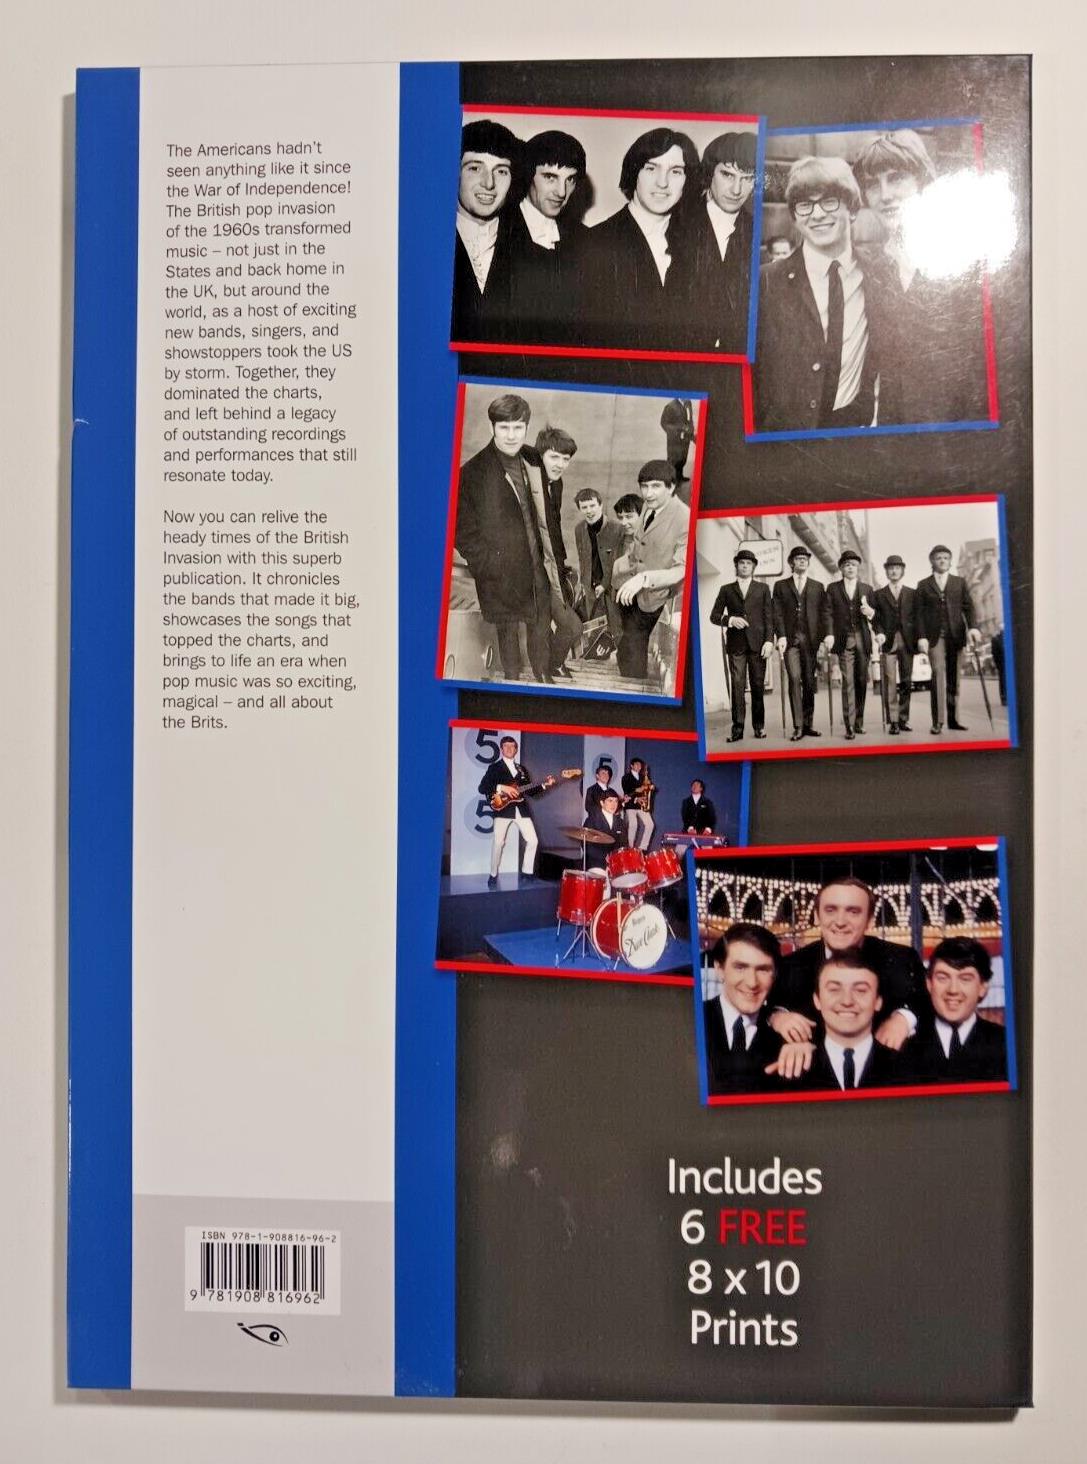 The Americans hadn't
seen anything like it since
the War of Independence!
The British pop invasion
of the 1960s transformed
music – not just in the
States and back home in
the UK, but around the
world, as a host of exciting
new bands, singers, and
showstoppers took the US
by storm. Together, they
dominated the charts,
and left behind a legacy
of outstanding recordings
and performances that still
resonate today.
Now you can relive the
heady times of the British
Invasion with this superb
publication. It chronicles
the bands that made it big,
showcases the songs that
topped the charts, and
brings to life an era when
pop music was so exciting,
magical – and all about
the Brits.
5
5
5
Dave Clark
Includes
6 FREE
8 x 10
Prints
ISBN 978-1-908816-96-2
9 781908 816962